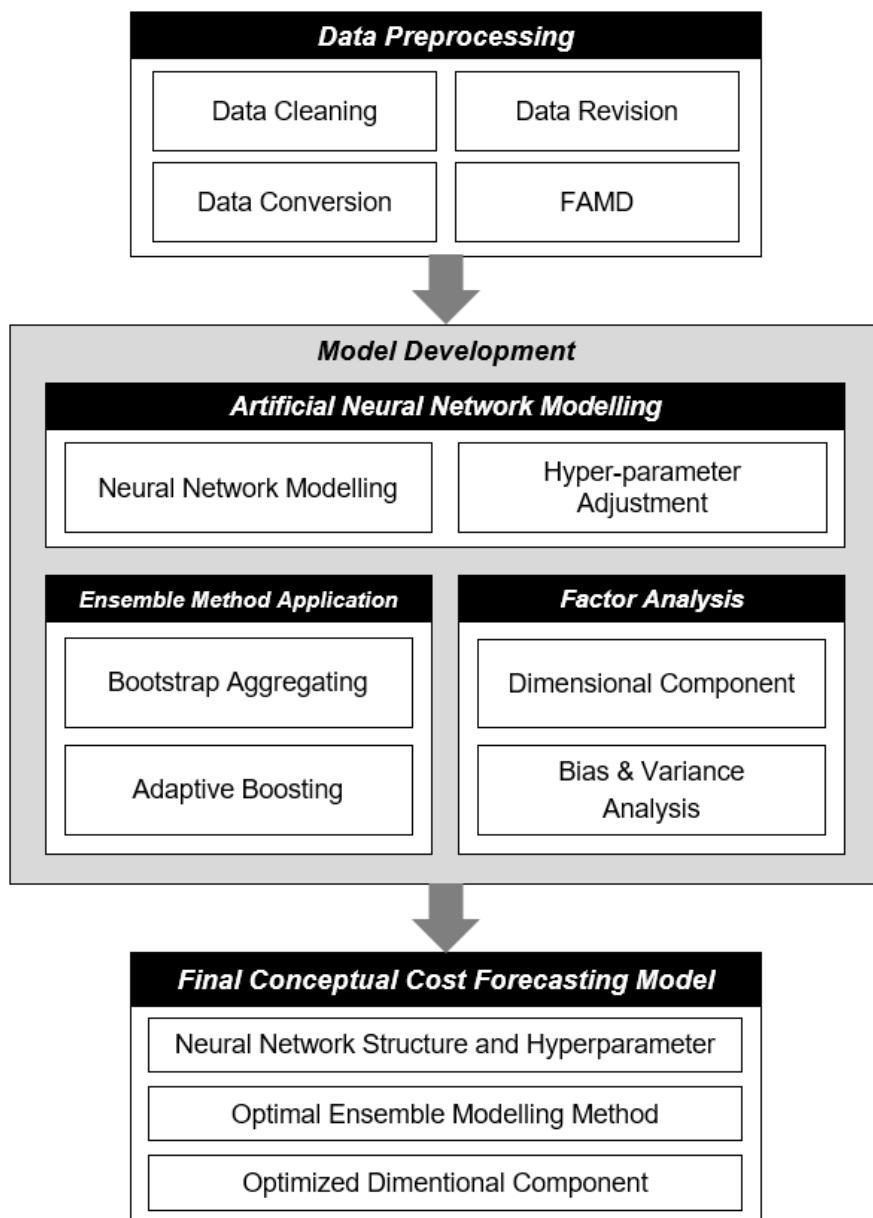 Data Preprocessing
Data Cleaning
Data Revision
Data Conversion
FAMD
Model Development
Artificial Neural Network Modelling
Neural Network Modelling
Hyper-parameter
Adjustment
Ensemble Method Application
Bootstrap Aggregating
Adaptive Boosting
Factor Analysis
Dimensional Component
Bias & Variance
Analysis
Final Conceptual Cost Forecasting Model
Neural Network Structure and Hyperparameter
Optimal Ensemble Modelling Method
Optimized Dimentional Component